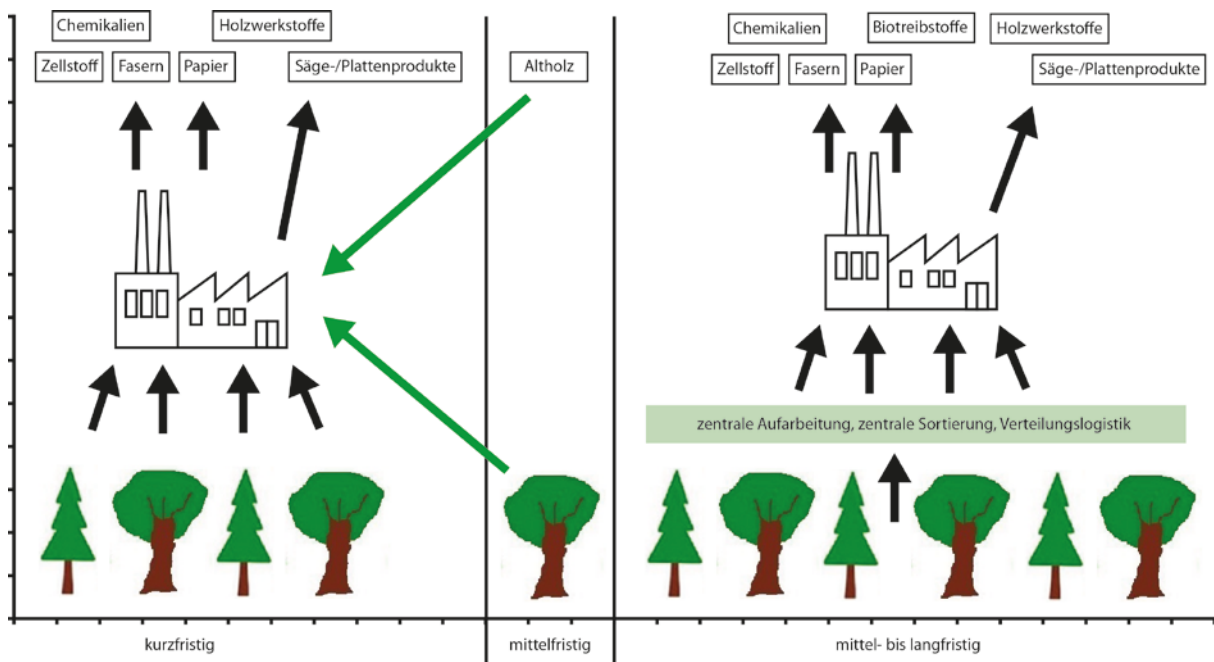 Chemikalien
Holzwerkstoffe
Zellstoff
Fasern
Papier
Säge-/Plattenprodukte
Altholz
Chemikalien
Biotreibstoffe
Holzwerkstoffe
Zellstoff
Fasern
Papier
Säge-/Plattenprodukte
zentrale Aufarbeitung, zentrale Sortierung, Verteilungslogistik
kurzfristig
mittelfristig
mittel- bis langfristig